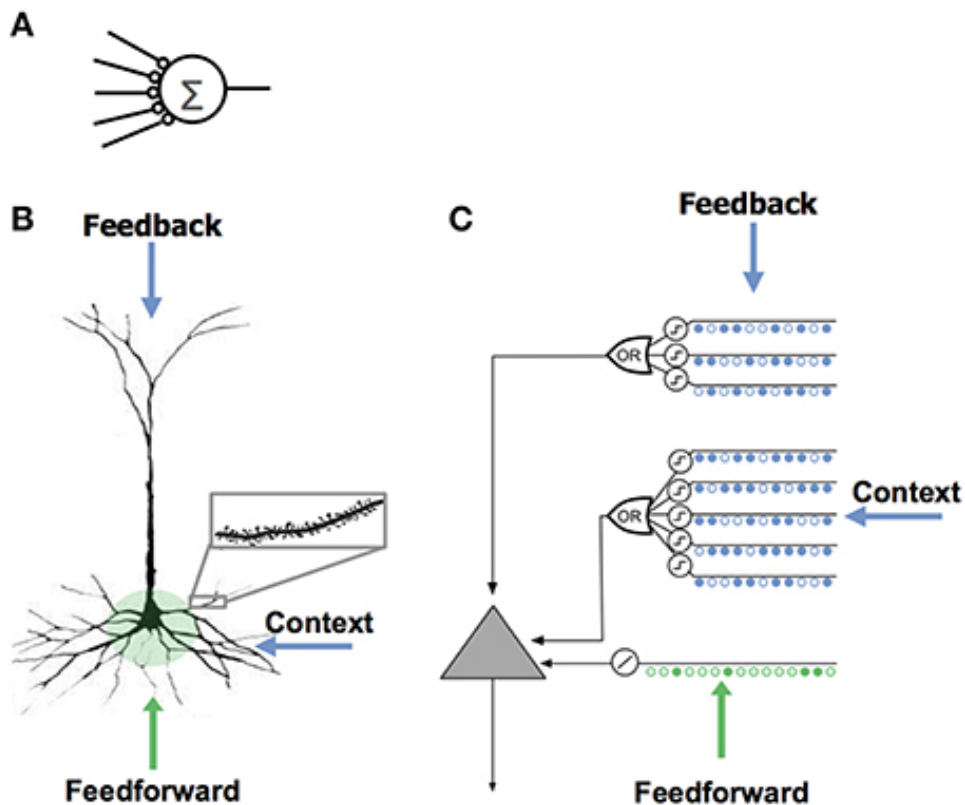 A
Σ
B
Feedback
Context
Feedforward
C
Feedback
OR
OR
Context
Feedforward